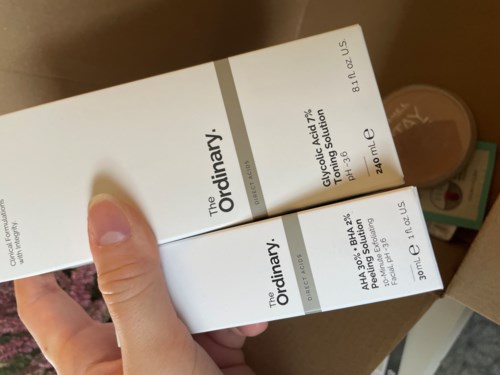 Clinical Formulations
with Integrity.
The
Ordinary.
DIRECT ACIDS
Glycolic Acid 7%
Toning Solution
pH ~3.6
240 mL e
8.1 fl. oz. U.S.
The
Ordinary.
DIRECT ACIDS
AHA 30% + BHA 2%
Peeling Solution
10-Minute Exfoliating
Facial, pH ~3.6
30 mL e 1 fl. oz. U.S.